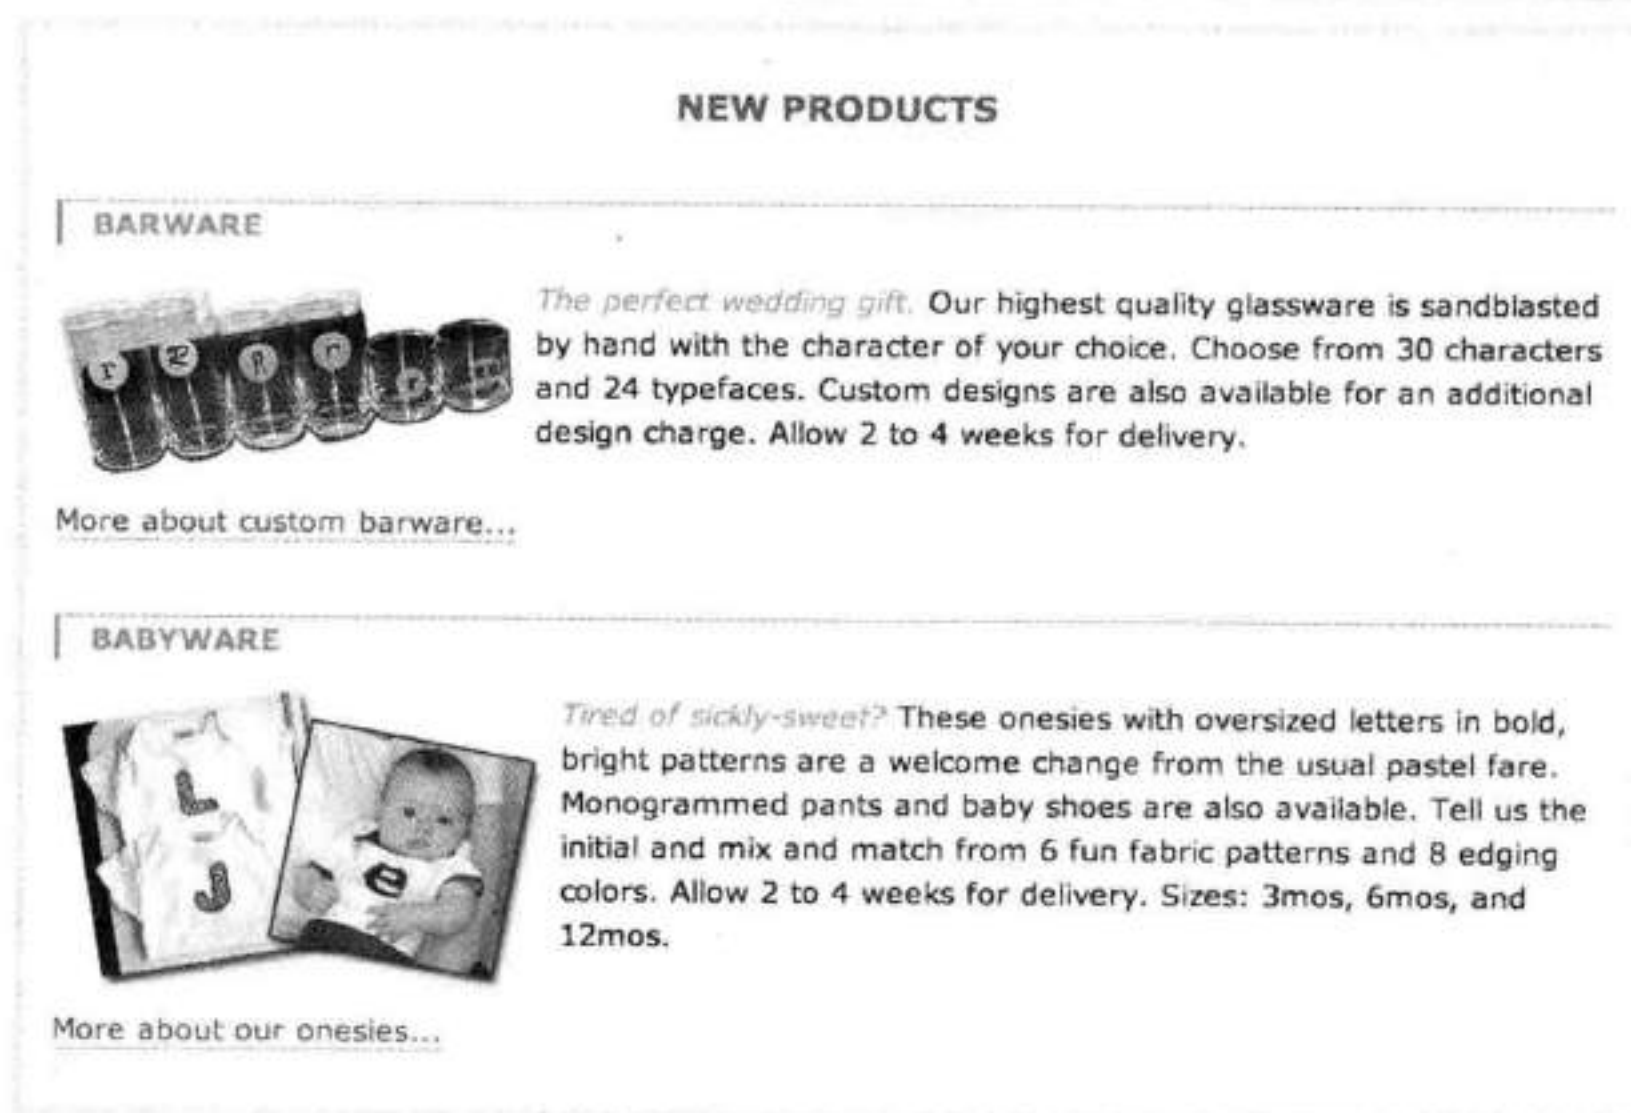 NEW PRODUCTS
BARWARE
The perfect wedding gift. Our highest quality glassware is sandblasted
by hand with the character of your choice. Choose from 30 characters
and 24 typefaces. Custom designs are also available for an additional
design charge. Allow 2 to 4 weeks for delivery.
More about custom barware...
BABYWARE
Tired of sickly-sweet? These onesies with oversized letters in bold,
bright patterns are a welcome change from the usual pastel fare.
Monogrammed pants and baby shoes are also available. Tell us the
initial and mix and match from 6 fun fabric patterns and 8 edging
colors. Allow 2 to 4 weeks for delivery. Sizes: 3mos, 6mos, and
12mos.
L
J
e
More about our onesies...